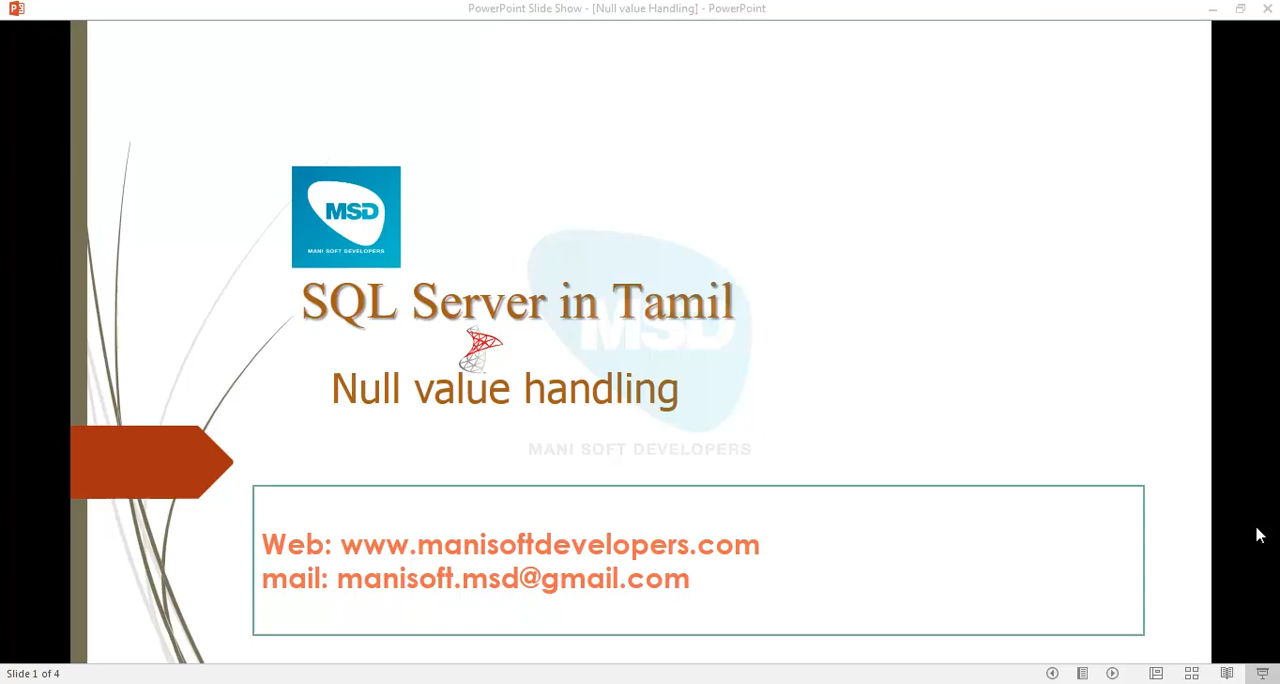 PowerPoint Slide Show - [Null value Handling] - PowerPoint
MSD
MANI SOFT DEVELOPERS
SQL Server in Tamil
MSD
Null value handling
MANI SOFT DEVELOPERS
Web: www.manisoftdevelopers.com
mail: manisoft.msd@gmail.com
Slide 1 of 4